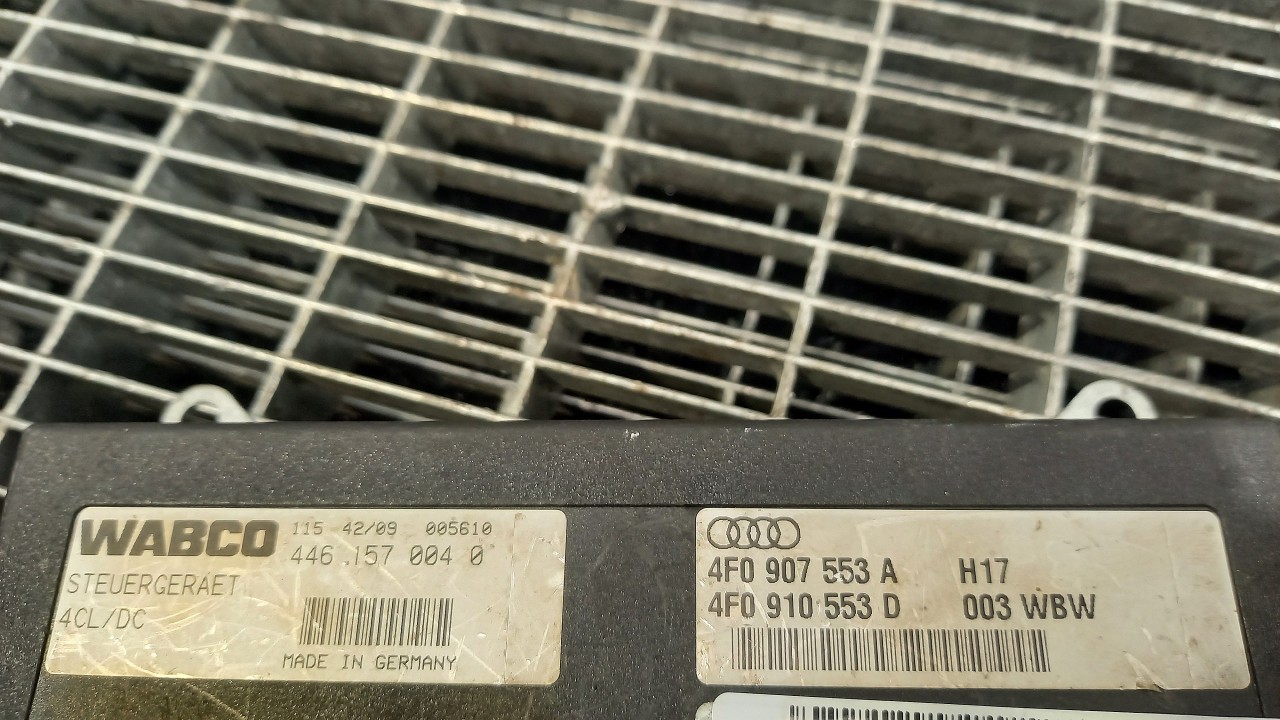 WABCO 115 42/09 005610
446 157 004 0
STEUERGERAET
4CL/DC
MADE IN GERMANY
4F0 907 553 A H17
4F0 910 553 D 003 WBW